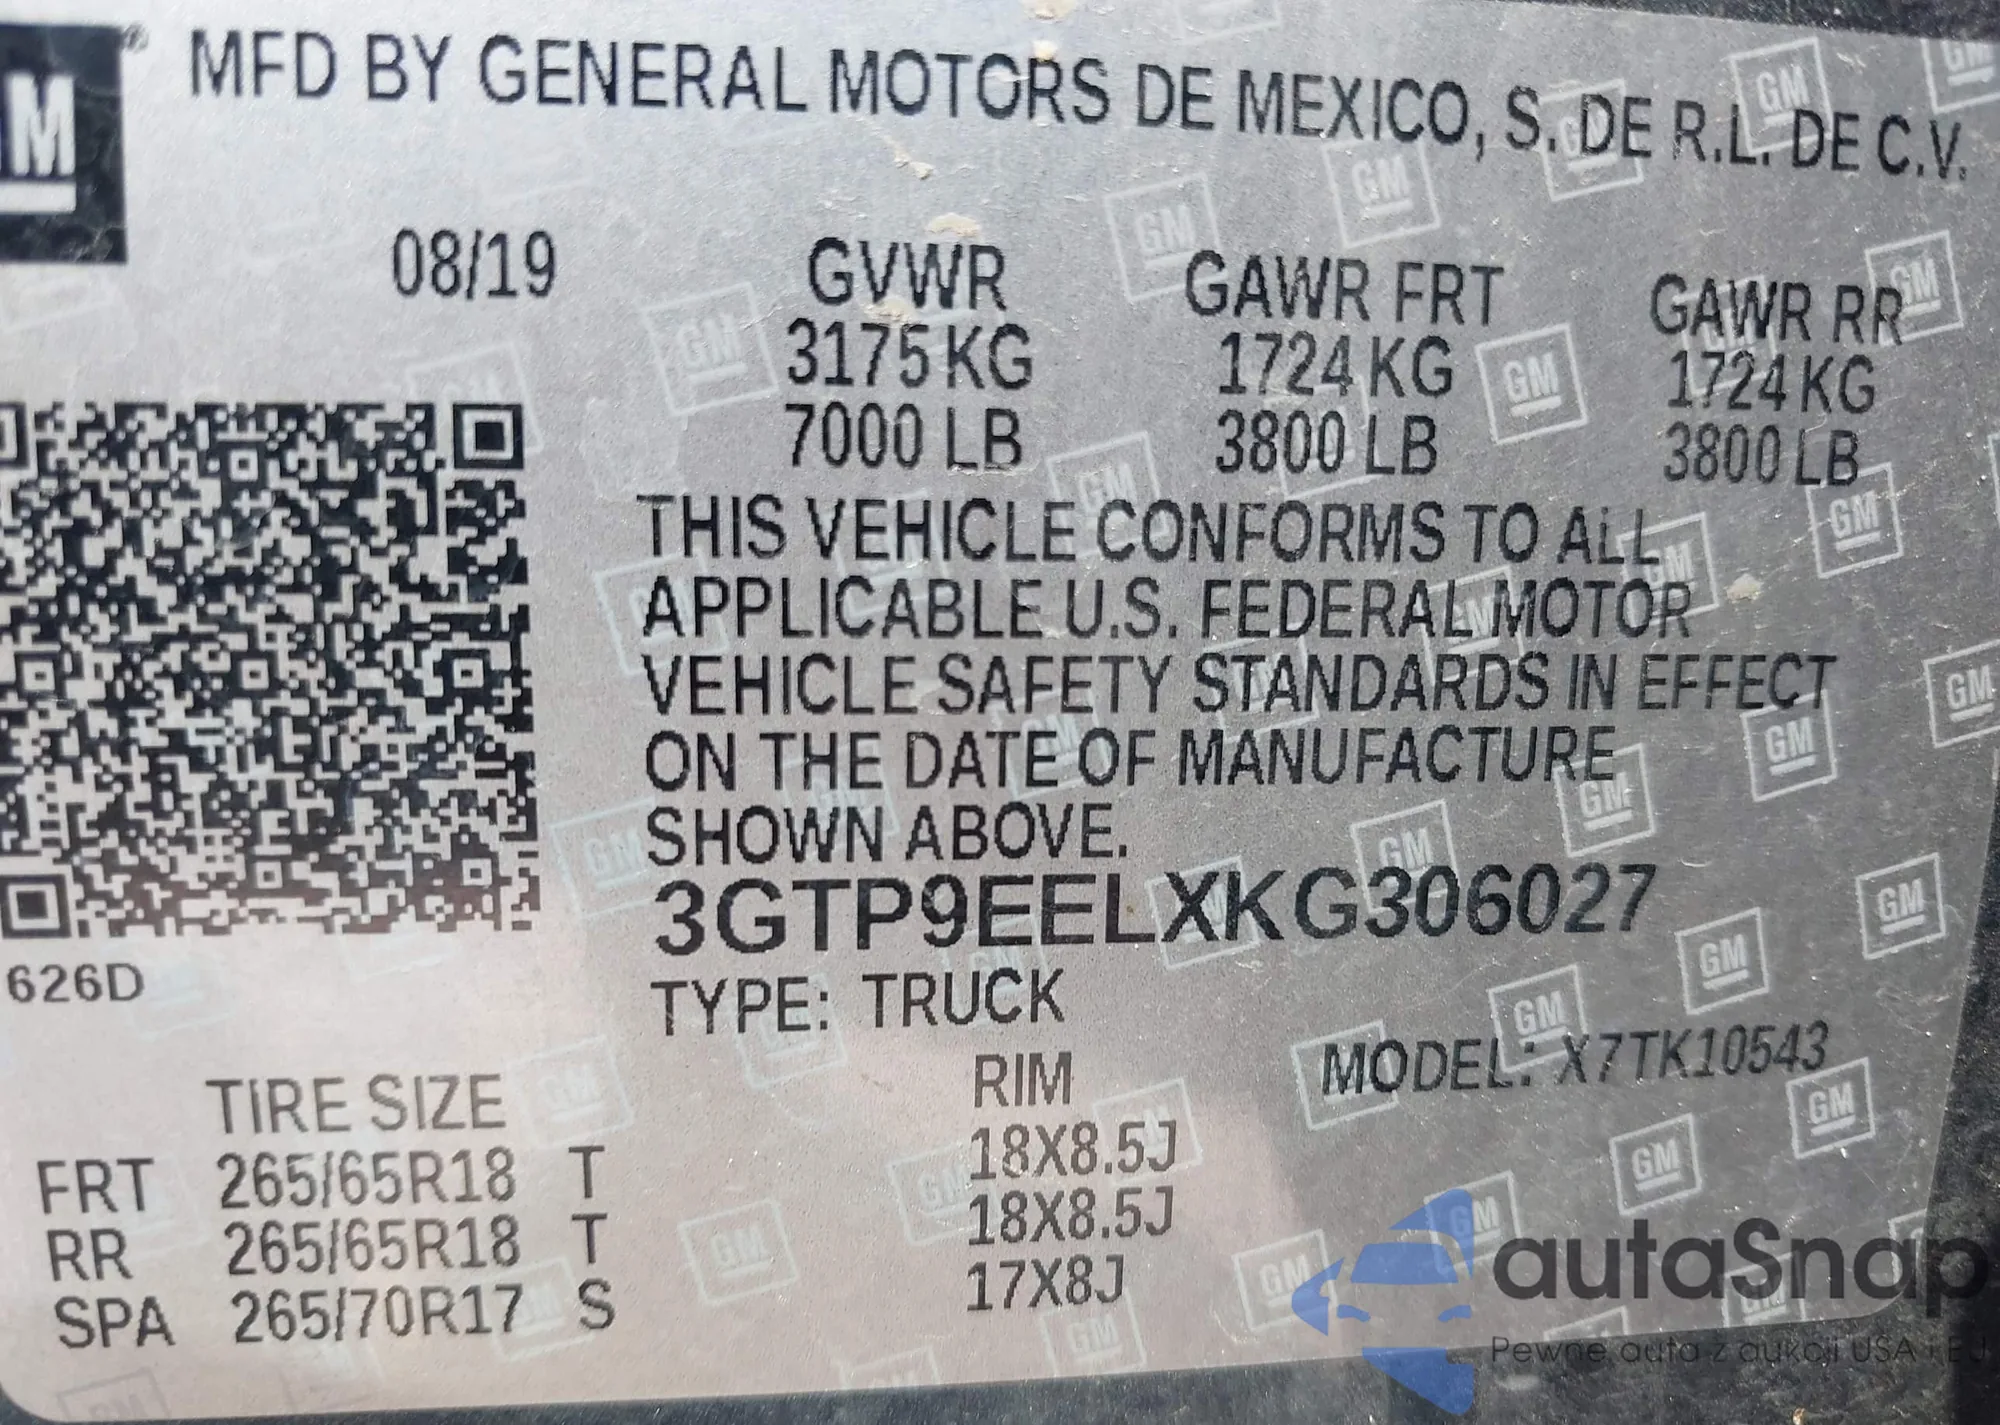 GM
MFD BY GENERAL MOTORS DE MEXICO, S. DE R.L. DE C.V.
08/19 GVWR GAWR FRT GAWR RR
3175 KG 1724 KG 1724 KG
7000 LB 3800 LB 3800 LB
THIS VEHICLE CONFORMS TO ALL
APPLICABLE U.S. FEDERAL MOTOR
VEHICLE SAFETY STANDARDS IN EFFECT
ON THE DATE OF MANUFACTURE
SHOWN ABOVE.
3GTP9EELXKG306027
626D
TYPE: TRUCK
MODEL: X7TK10543
TIRE SIZE RIM
FRT 265/65R18 T 18X8.5J
RR 265/65R18 T 18X8.5J
SPA 265/70R17 S 17X8J
autaSnap
Pewne auta z aukcji USA i EU